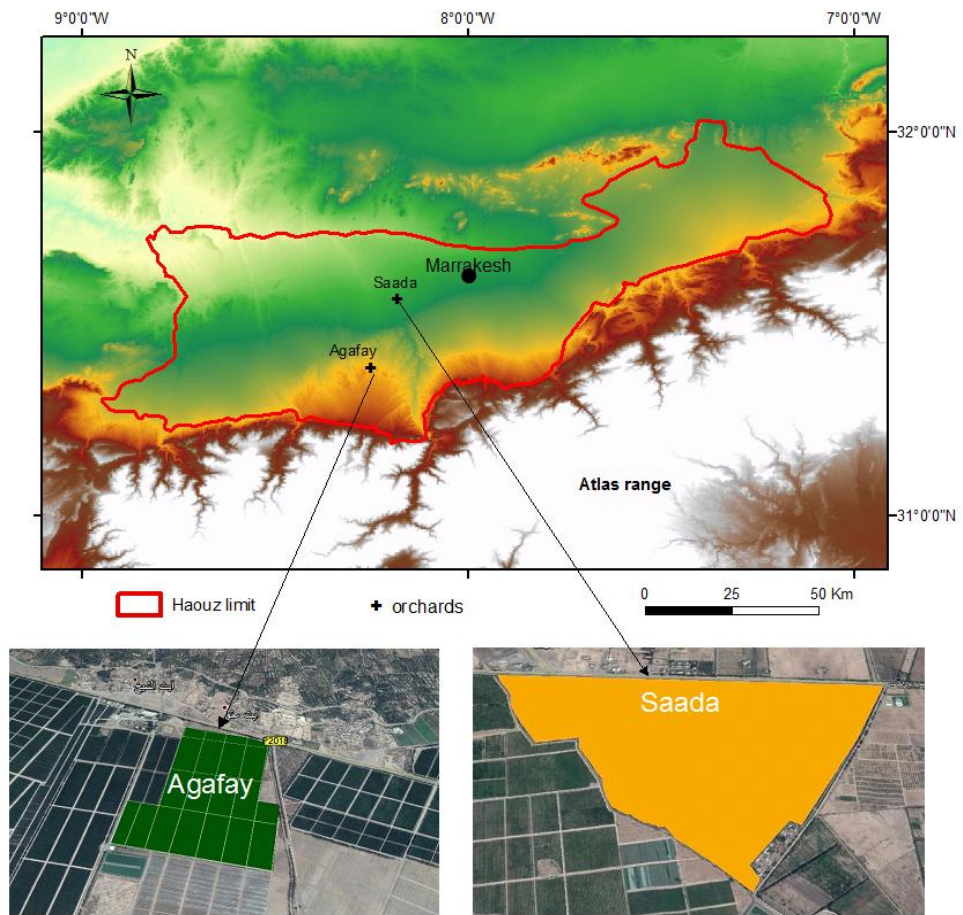 9°0'0"W 8°0'0"W 7°0'0"W
N
32°0'0"N
Marrakesh
Saada
Agafay
Atlas range
31°0'0"N
Haouz limit
orchards
0 25 50 Km
Agafay
Saada